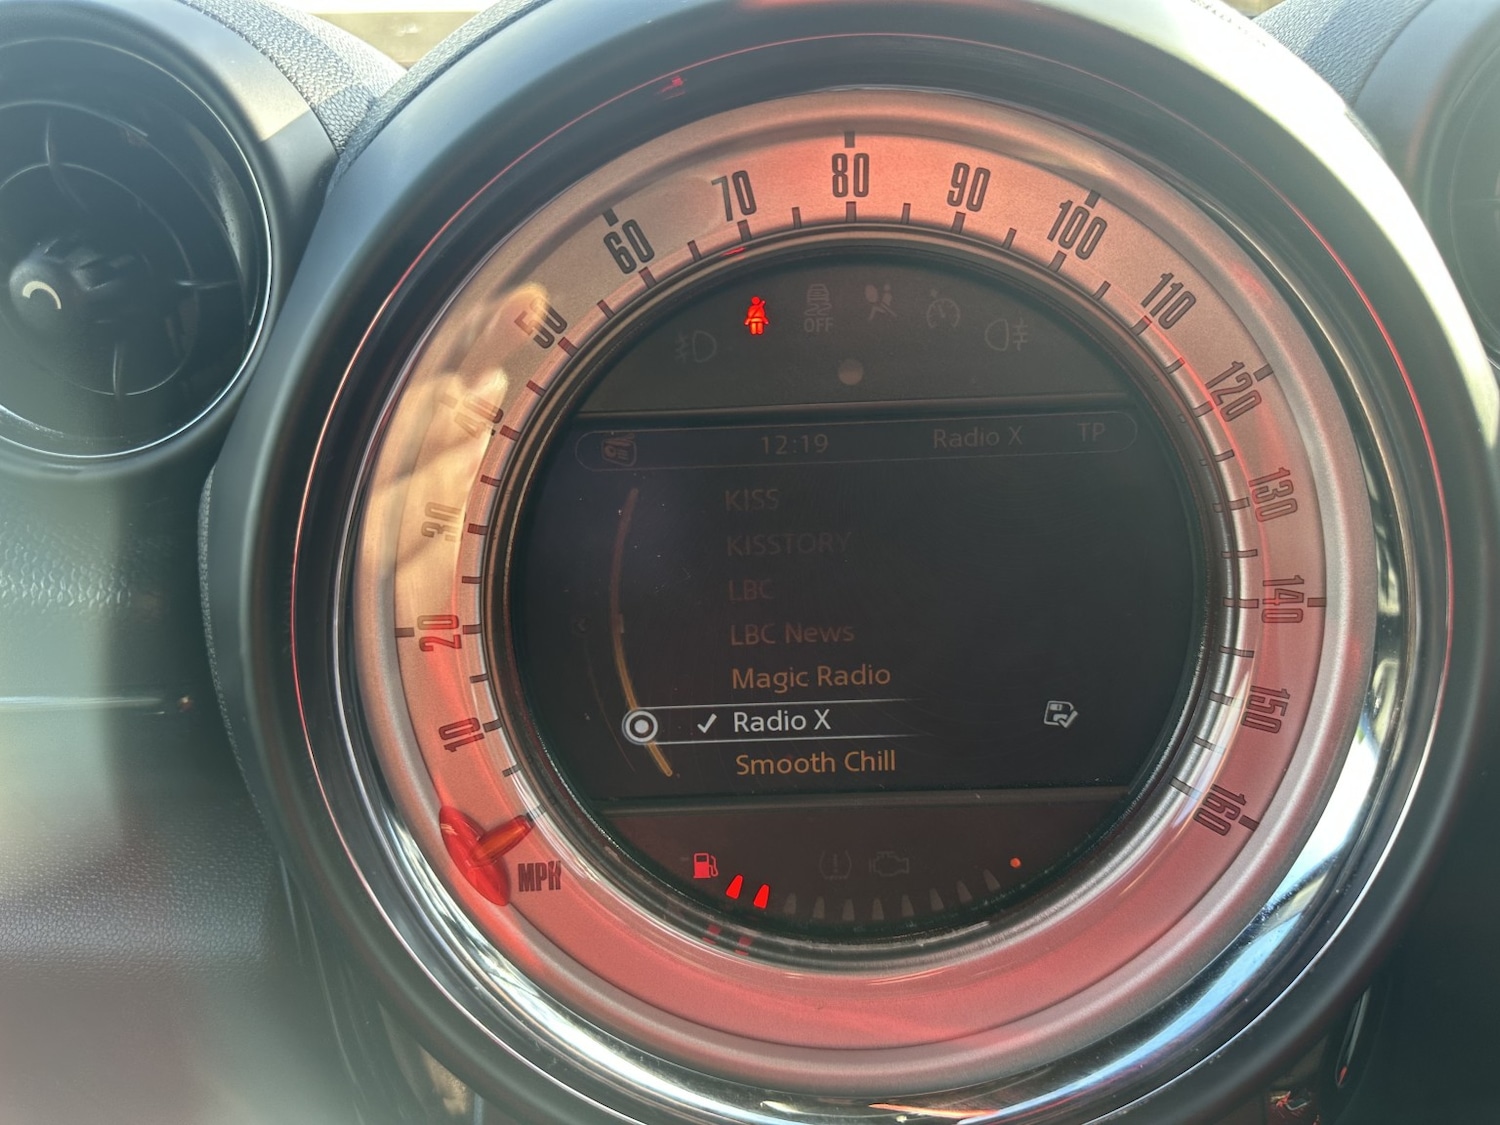 80
70
90
60
100
50
110
40
120
30
130
20
140
10
150
160
MPH
OFF
12:19 Radio X TP
KISS
KISSTORY
LBC
LBC News
Magic Radio
✓ Radio X
Smooth Chill